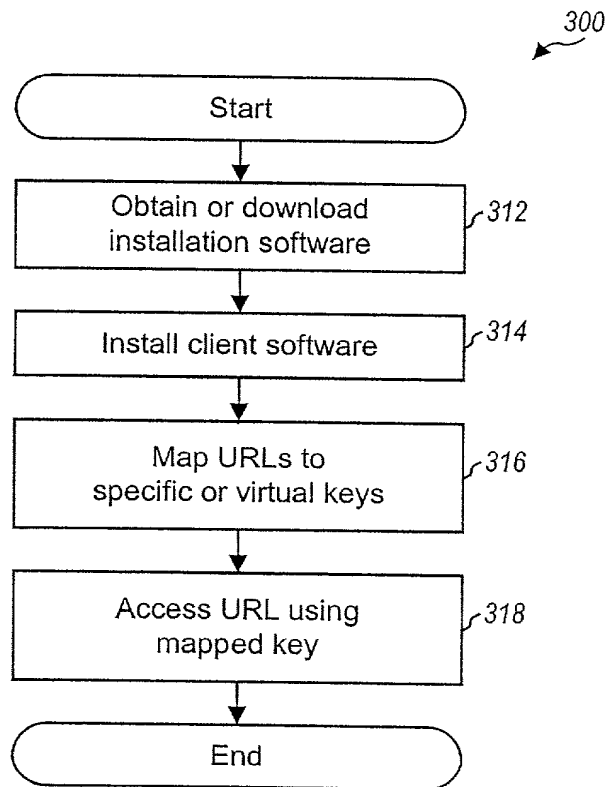 300
Start
Obtain or download
installation software
312
Install client software
314
Map URLs to
specific or virtual keys
316
Access URL using
mapped key
318
End